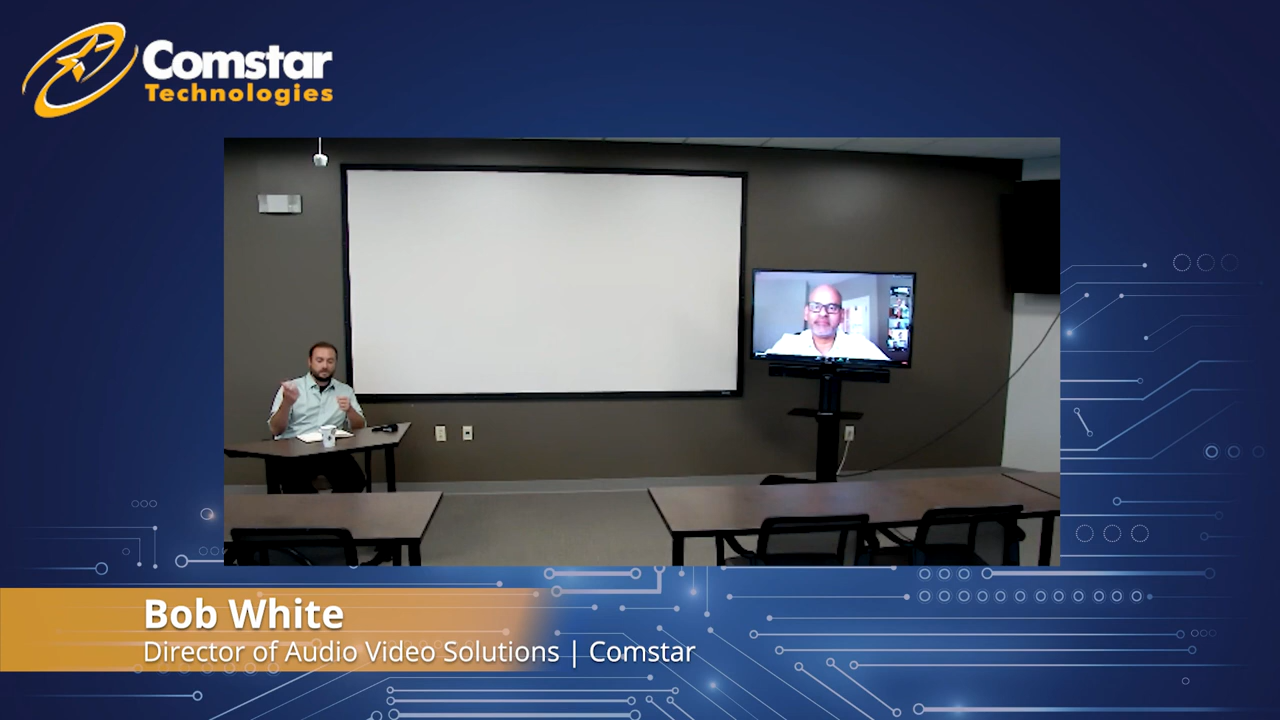 Comstar
Technologies
Bob White
Director of Audio Video Solutions | Comstar